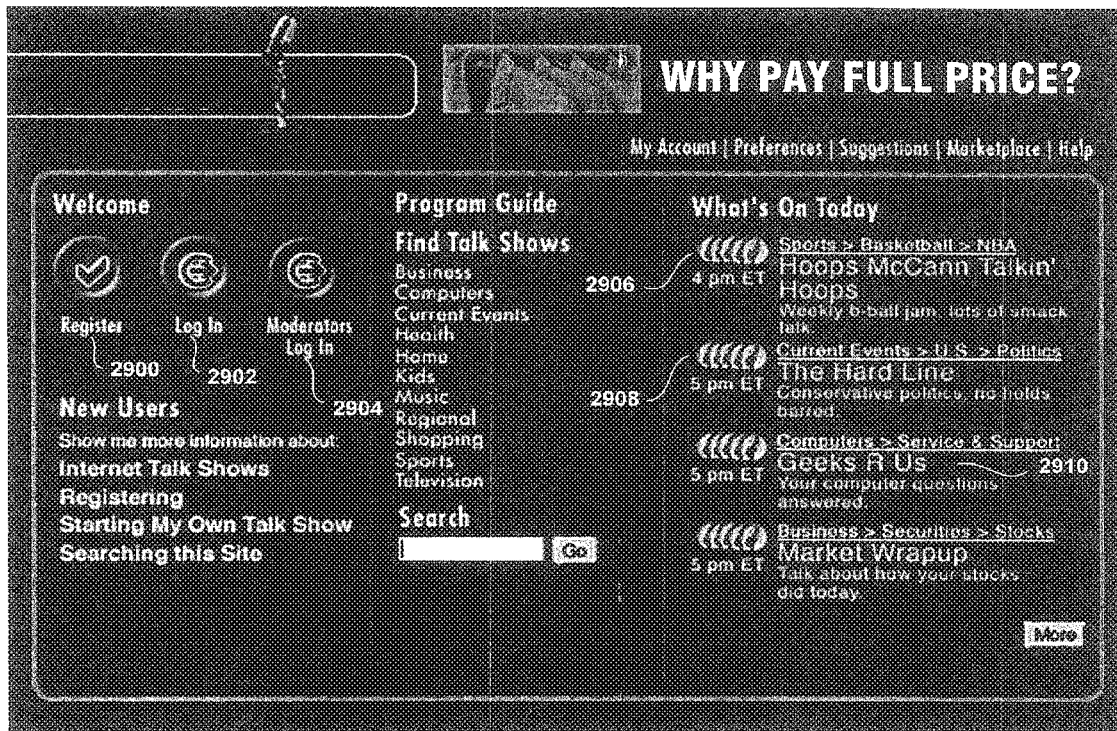 WHY PAY FULL PRICE?
My Account | Preferences | Suggestions | Marketplace | Help
Welcome
Register
Log In
Moderators
Log In
2900
2902
2904
New Users
Show me more information about:
Internet Talk Shows
Registering
Starting My Own Talk Show
Searching this Site
Program Guide
Find Talk Shows
Business
Computers
Current Events
Health
Home
Kids
Music
Regional
Shopping
Sports
Television
Search
Go
What's On Today
2906
4 pm ET
Sports > Basketball > NBA
Hoops McCann Talkin'
Hoops
Weekly b-ball jam, lots of smack
talk.
2908
5 pm ET
Current Events > U.S. > Politics
The Hard Line
Conservative politics, no holds
barred.
5 pm ET
Computers > Service & Support
Geeks R Us
2910
Your computer questions
answered.
5 pm ET
Business > Securities > Stocks
Market Wrapup
Talk about how your stocks
did today.
More